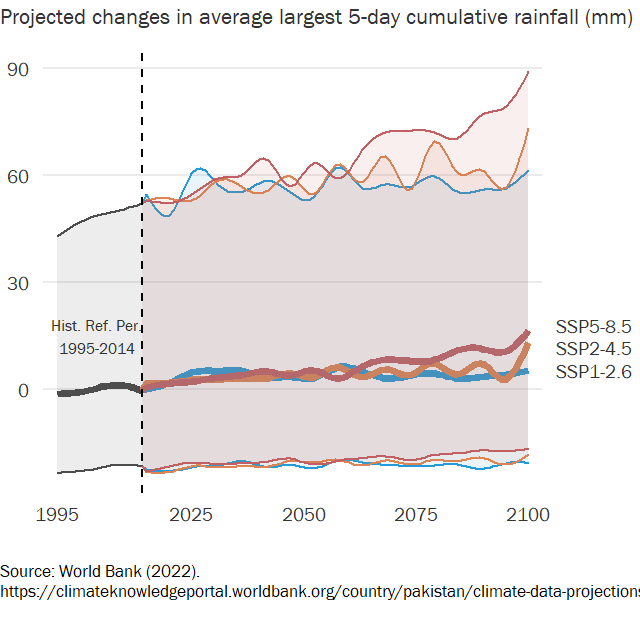 Projected changes in average largest 5-day cumulative rainfall (mm)
90
60
30
0
Hist. Ref. Per.
1995-2014
SSP5-8.5
SSP2-4.5
SSP1-2.6
1995 2025 2050 2075 2100
Source: World Bank (2022).
https://climateknowledgeportal.worldbank.org/country/pakistan/climate-data-projections